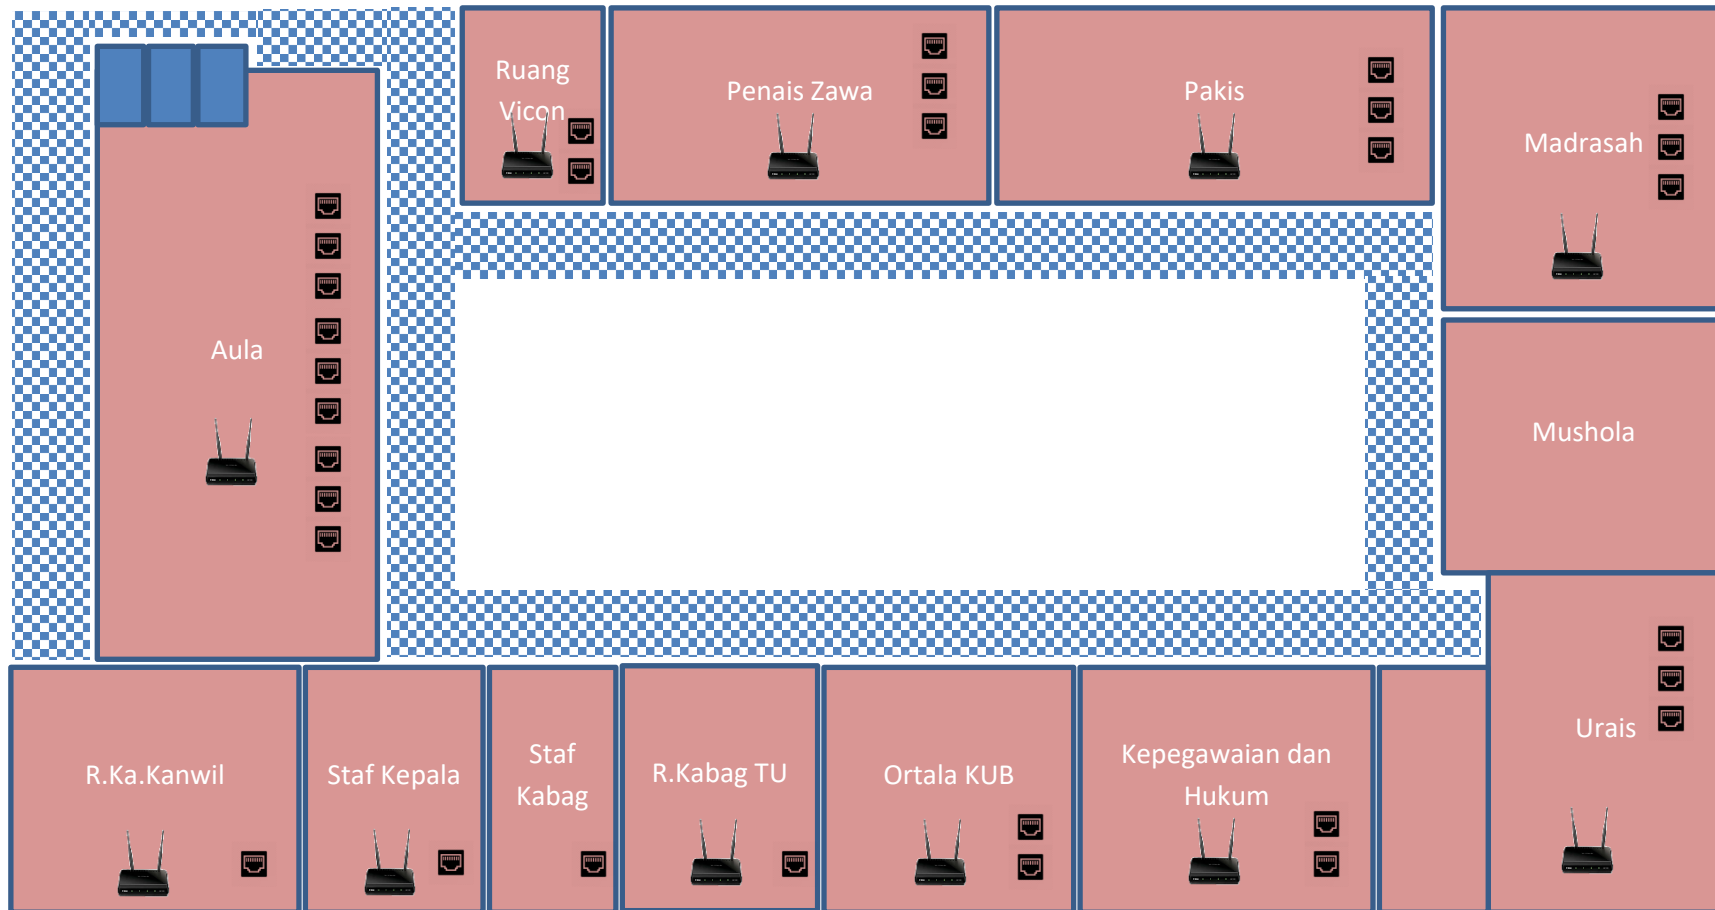 Ruang
Vicon
Penais Zawa
Pakis
Madrasah
Aula
Mushola
Urais
R.Ka.Kanwil
Staf Kepala
Staf
Kabag
R.Kabag TU
Ortala KUB
Kepegawaian dan
Hukum